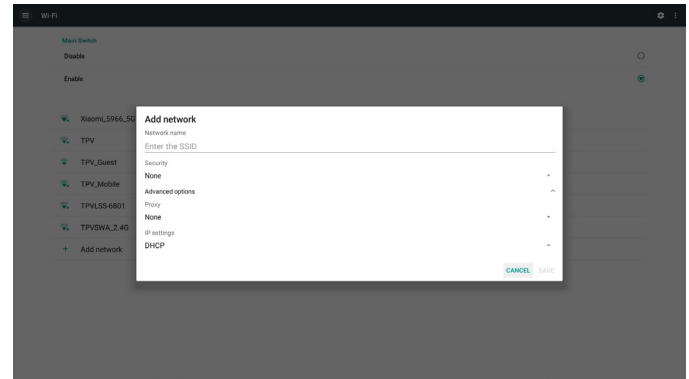 Wi-Fi
Main Switch
Disable
Enable
Xiaomi_5966_5G
TPV
TPV_Guest
TPV_Mobile
TPVLSS-6801
TPVSWA_2.4G
Add network
Add network
Network name
Enter the SSID
Security
None
Advanced options
Proxy
None
IP settings
DHCP
CANCEL SAVE